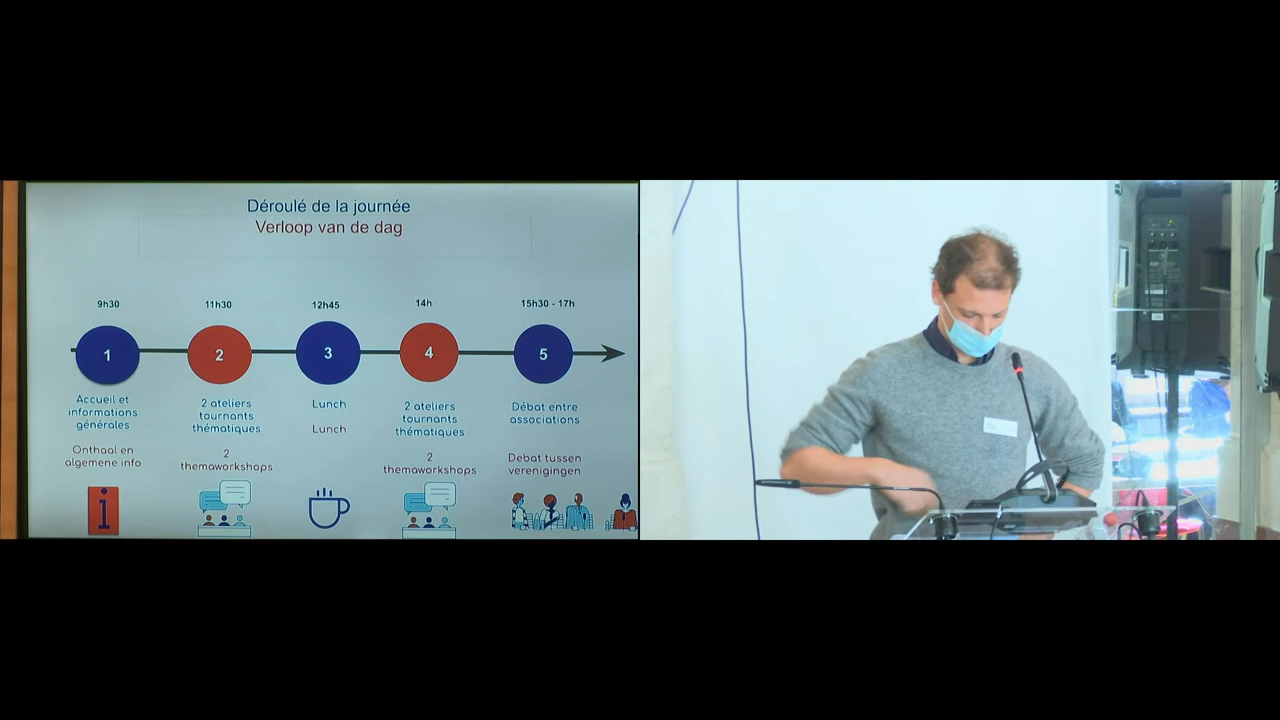 Déroulé de la journée
Verloop van de dag
9h30
11h30
12h45
14h
15h30 - 17h
1
2
3
4
5
Accueil et
informations
générales
Onthaal en
algemene info
2 ateliers
tournants
thématiques
2
themaworkshops
Lunch
Lunch
2 ateliers
tournants
thématiques
2
themaworkshops
Débat entre
associations
Debat tussen
verenigingen
i